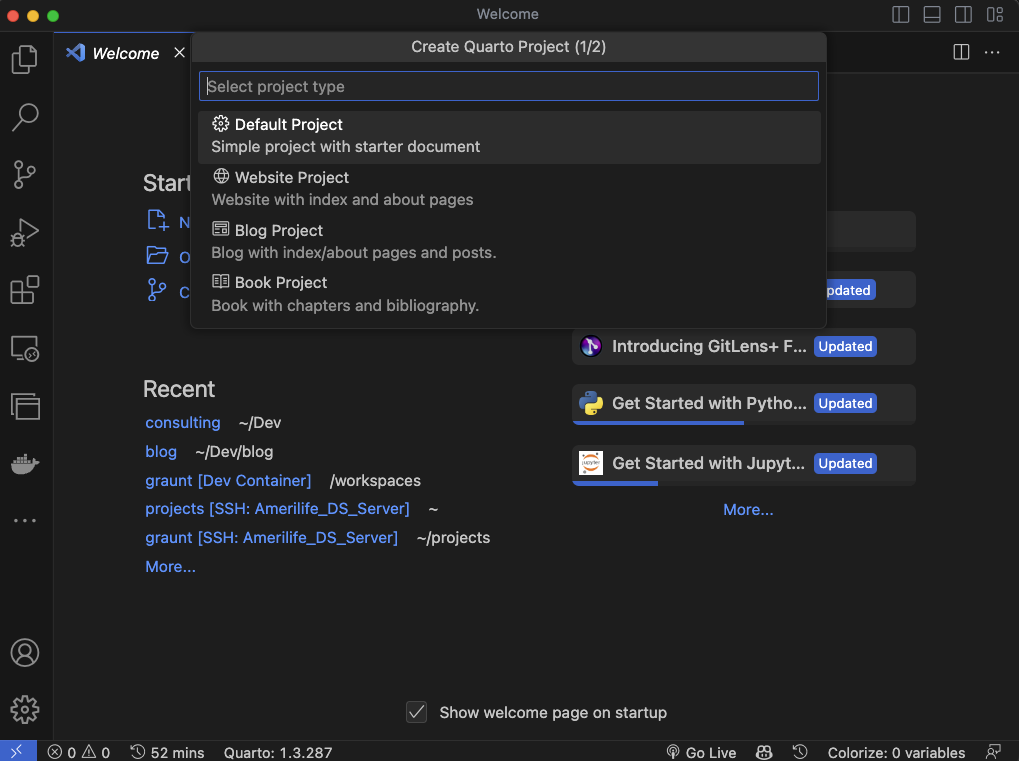 Welcome
Welcome
Create Quarto Project (1/2)
Select project type
Default Project
Simple project with starter document
Website Project
Website with index and about pages
Blog Project
Blog with index/about pages and posts.
Book Project
Book with chapters and bibliography.
Start
N
O
C
pdated
Introducing GitLens+ F... Updated
Get Started with Pytho... Updated
Get Started with Jupyt... Updated
More...
Recent
consulting ~/Dev
blog ~/Dev/blog
graunt [Dev Container] /workspaces
projects [SSH: Amerilife_DS_Server] ~
graunt [SSH: Amerilife_DS_Server] ~/projects
More...
Show welcome page on startup
0 0 52 mins Quarto: 1.3.287 Go Live Colorize: 0 variables